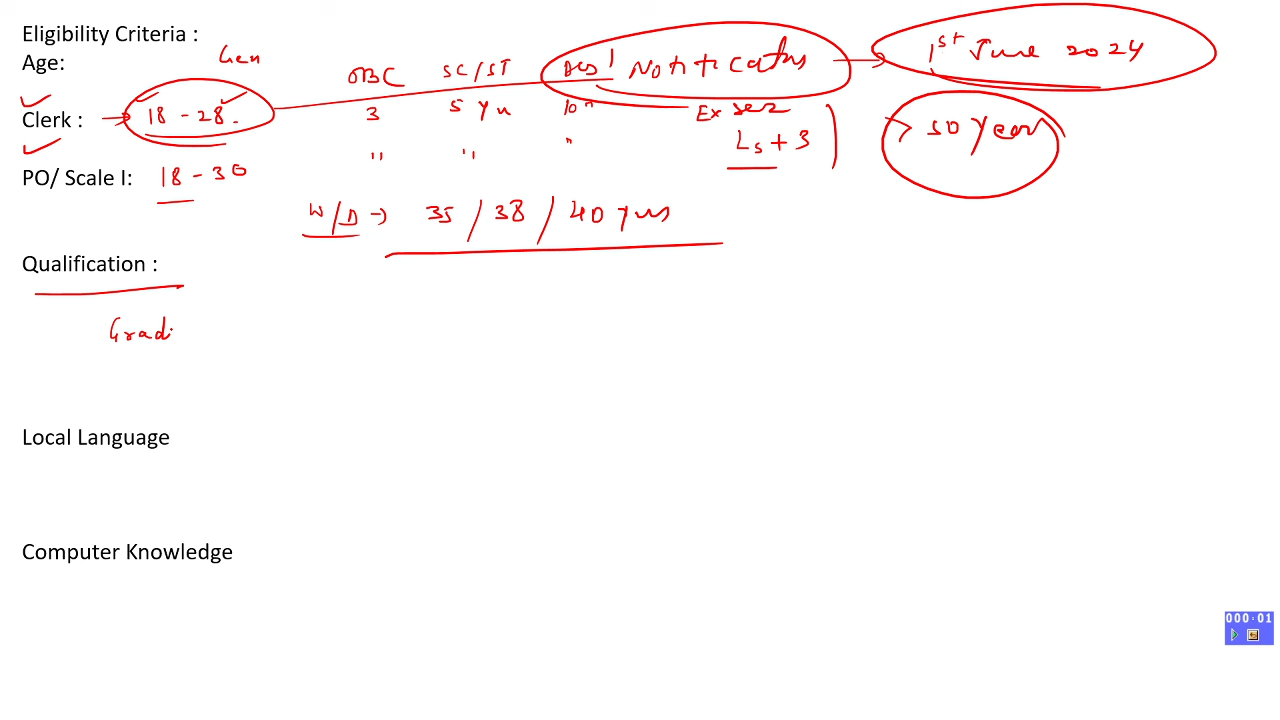 Eligibility Criteria :
Age: Gen OBC SC/ST Notification → 1st June 2024
Clerk : → 18 - 28. 3 5 yrs 10 " Ex ser
" " " Ls + 3 > 50 Years
PO/ Scale I: 18 - 30
W/D → 35 / 38 / 40 yrs
Qualification :
Gradi
Local Language
Computer Knowledge
000:01